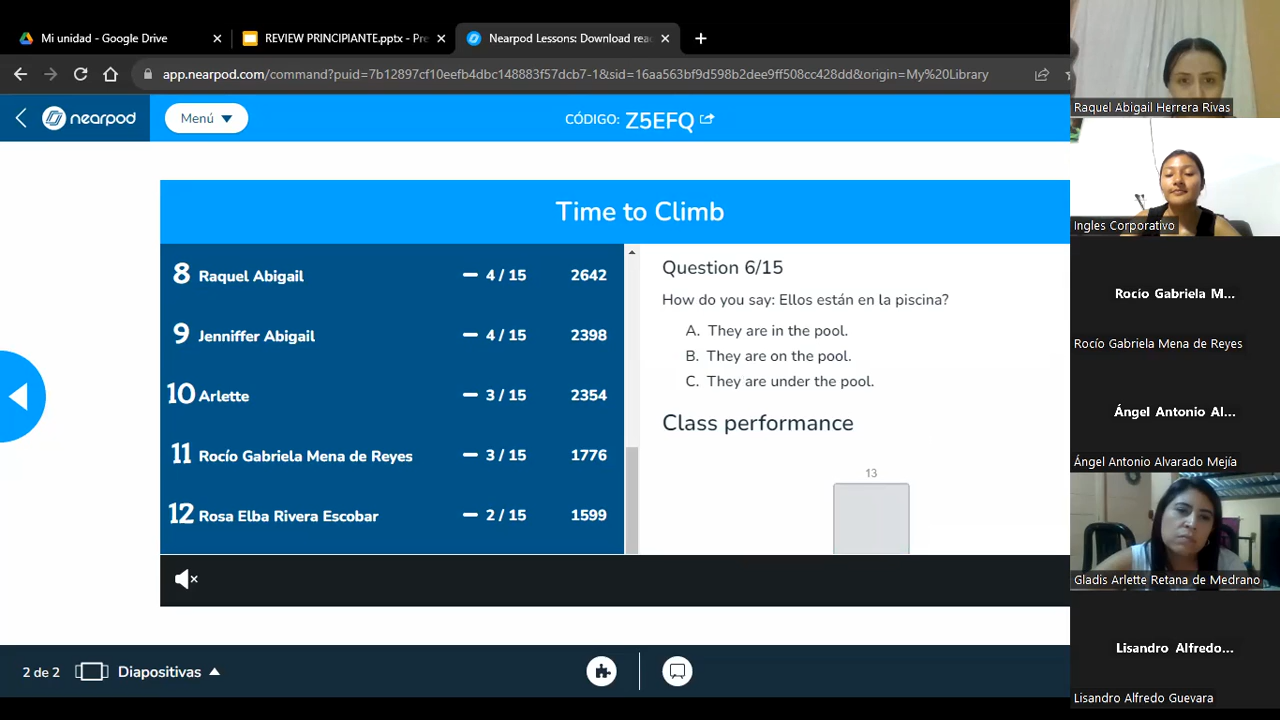 Mi unidad - Google Drive
REVIEW PRINCIPIANTE.pptx - Pre
Nearpod Lessons: Download rea
app.nearpod.com/command?puid=7b12897cf10eefb4dbc148883f57dcb7-1&sid=16aa563bf9d598b2dee9ff508cc428dd&origin=My%20Library
nearpod
Menú
CÓDIGO: Z5EFQ
Time to Climb
8 Raquel Abigail 4 / 15 2642
9 Jenniffer Abigail 4 / 15 2398
10 Arlette 3 / 15 2354
11 Rocío Gabriela Mena de Reyes 3 / 15 1776
12 Rosa Elba Rivera Escobar 2 / 15 1599
Question 6/15
How do you say: Ellos están en la piscina?
A. They are in the pool.
B. They are on the pool.
C. They are under the pool.
Class performance
13
2 de 2
Diapositivas
Raquel Abigail Herrera Rivas
Ingles Corporativo
Rocío Gabriela M...
Rocío Gabriela Mena de Reyes
Ángel Antonio Al...
Ángel Antonio Alvarado Mejía
Gladis Arlette Retana de Medrano
Lisandro Alfredo...
Lisandro Alfredo Guevara